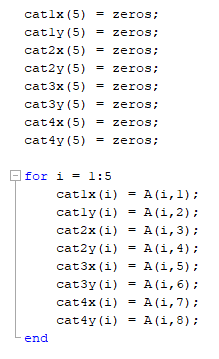 cat1x(5) = zeros;
cat1y(5) = zeros;
cat2x(5) = zeros;
cat2y(5) = zeros;
cat3x(5) = zeros;
cat3y(5) = zeros;
cat4x(5) = zeros;
cat4y(5) = zeros;
for i = 1:5
cat1x(i) = A(i,1);
cat1y(i) = A(i,2);
cat2x(i) = A(i,3);
cat2y(i) = A(i,4);
cat3x(i) = A(i,5);
cat3y(i) = A(i,6);
cat4x(i) = A(i,7);
cat4y(i) = A(i,8);
end